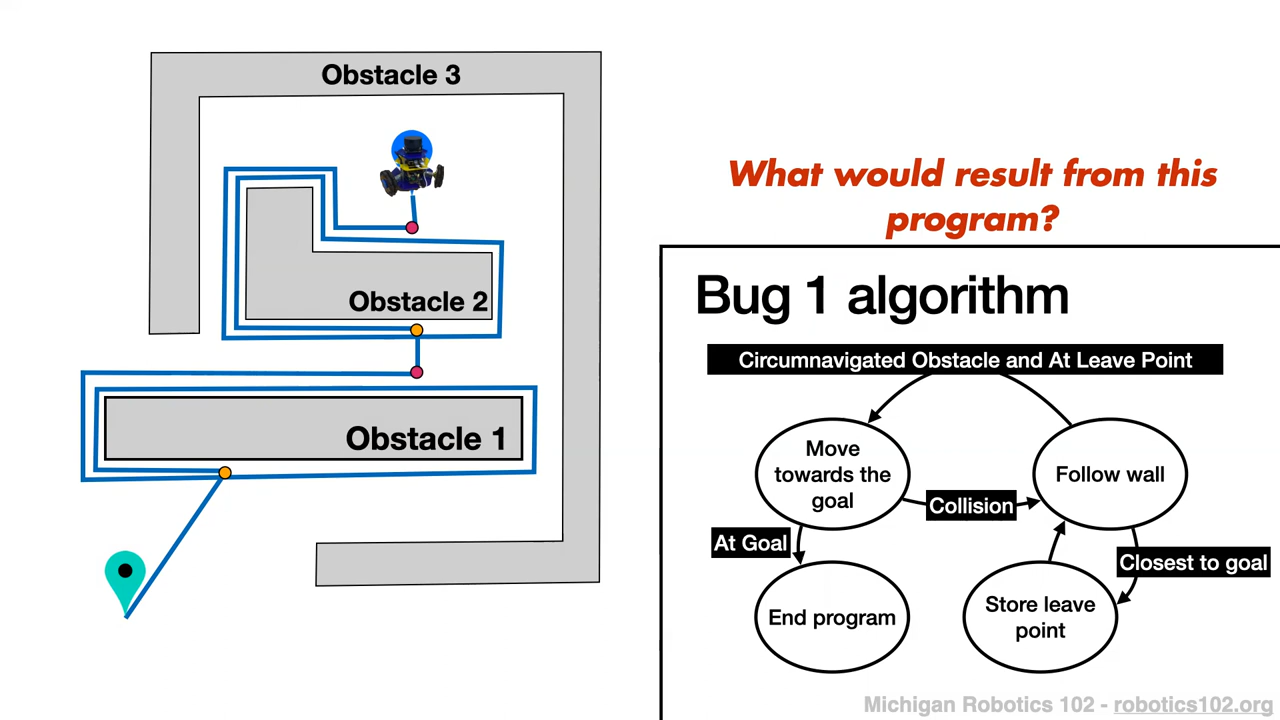 Obstacle 3
Obstacle 2
Obstacle 1
What would result from this
program?
Bug 1 algorithm
Circumnavigated Obstacle and At Leave Point
Move
towards the
goal
Follow wall
Collision
At Goal
Closest to goal
End program
Store leave
point
Michigan Robotics 102 - robotics102.org